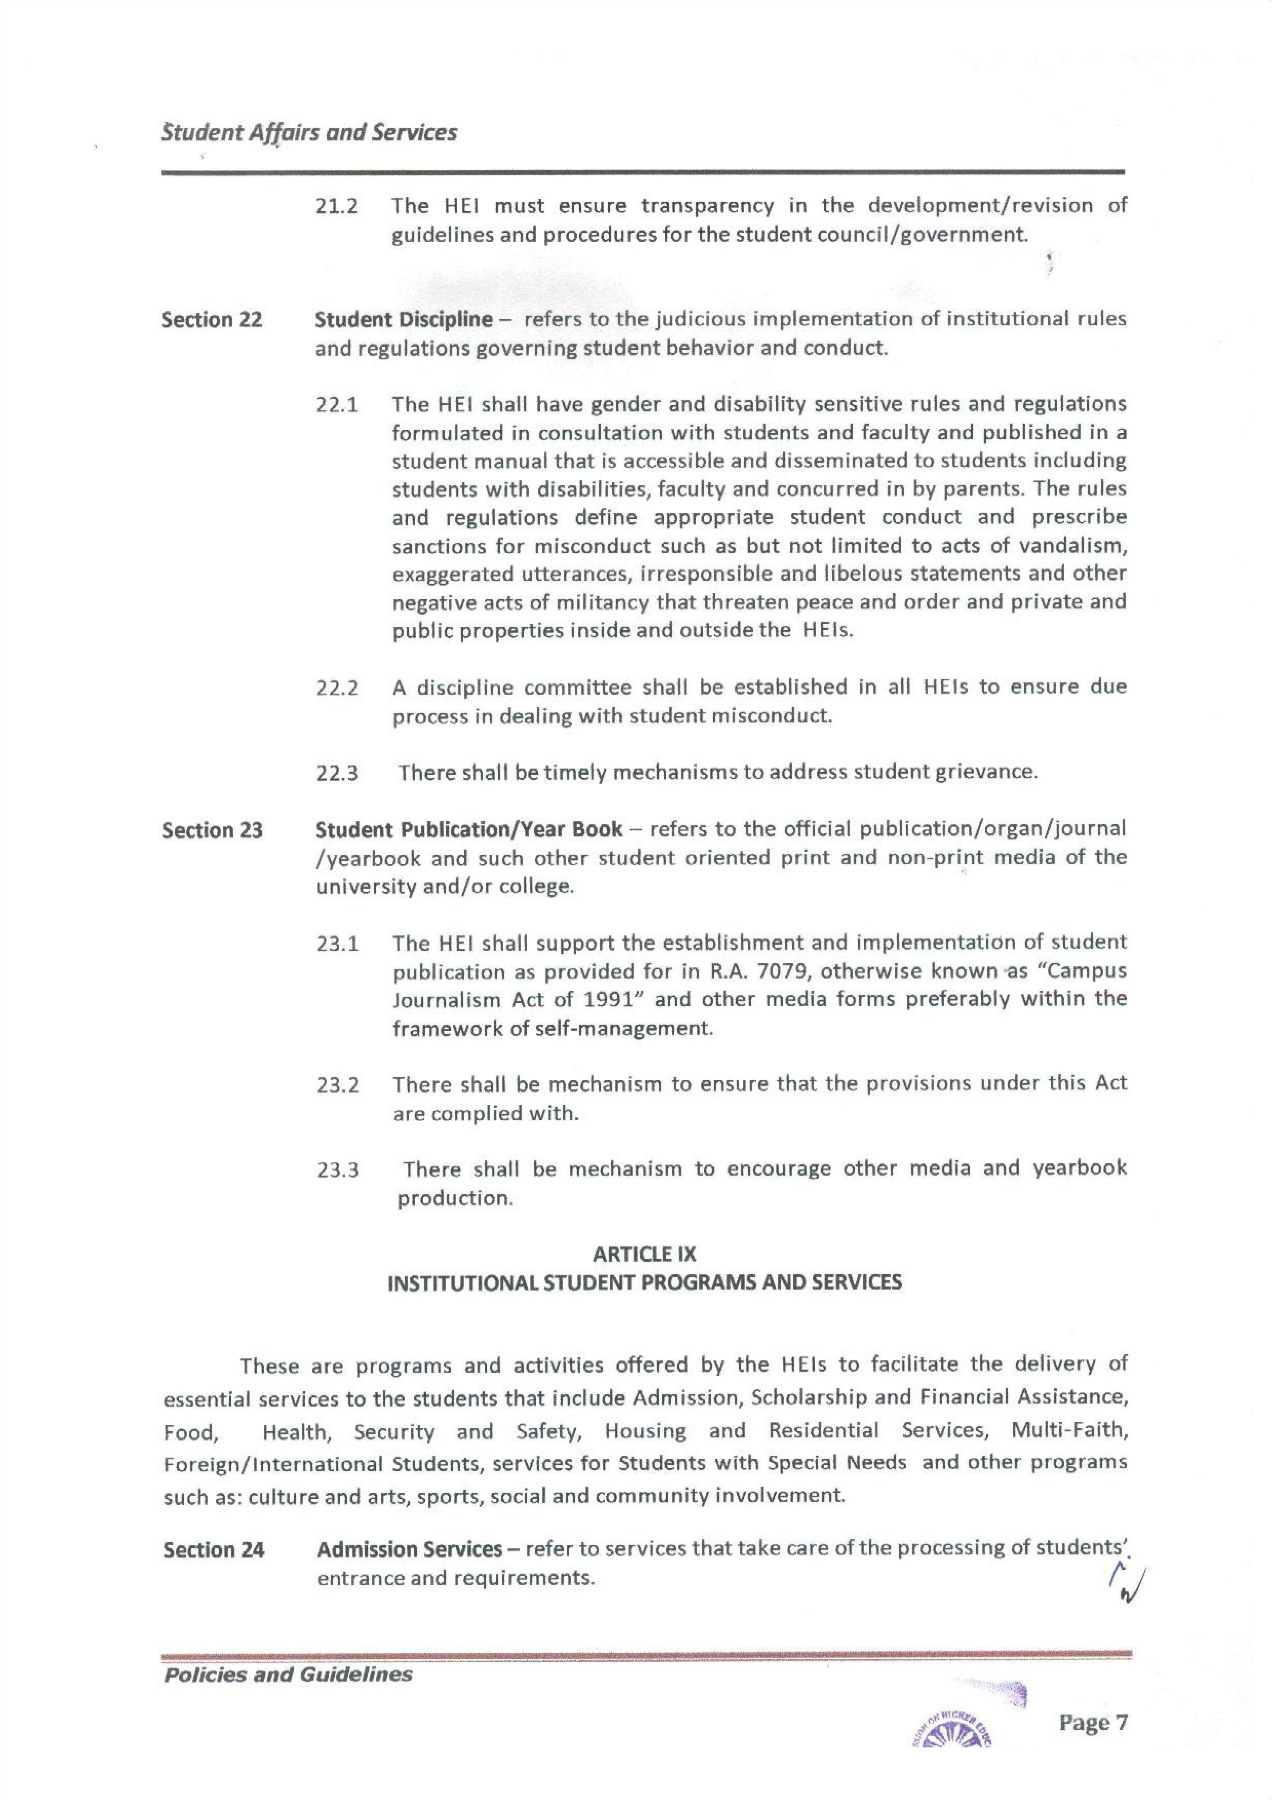 Student Affairs and Services
21.2 The HEI must ensure transparency in the development/revision of
guidelines and procedures for the student council/government.
Section 22 Student Discipline – refers to the judicious implementation of institutional rules
and regulations governing student behavior and conduct.
22.1 The HEI shall have gender and disability sensitive rules and regulations
formulated in consultation with students and faculty and published in a
student manual that is accessible and disseminated to students including
students with disabilities, faculty and concurred in by parents. The rules
and regulations define appropriate student conduct and prescribe
sanctions for misconduct such as but not limited to acts of vandalism,
exaggerated utterances, irresponsible and libelous statements and other
negative acts of militancy that threaten peace and order and private and
public properties inside and outside the HEIs.
22.2 A discipline committee shall be established in all HEIs to ensure due
process in dealing with student misconduct.
22.3 There shall be timely mechanisms to address student grievance.
Section 23 Student Publication/Year Book – refers to the official publication/organ/journal
/yearbook and such other student oriented print and non-print media of the
university and/or college.
23.1 The HEI shall support the establishment and implementation of student
publication as provided for in R.A. 7079, otherwise known as “Campus
Journalism Act of 1991” and other media forms preferably within the
framework of self-management.
23.2 There shall be mechanism to ensure that the provisions under this Act
are complied with.
23.3 There shall be mechanism to encourage other media and yearbook
production.
ARTICLE IX
INSTITUTIONAL STUDENT PROGRAMS AND SERVICES
These are programs and activities offered by the HEIs to facilitate the delivery of
essential services to the students that include Admission, Scholarship and Financial Assistance,
Food, Health, Security and Safety, Housing and Residential Services, Multi-Faith,
Foreign/International Students, services for Students with Special Needs and other programs
such as: culture and arts, sports, social and community involvement.
Section 24 Admission Services – refer to services that take care of the processing of students’
entrance and requirements.
Policies and Guidelines
ON HIGHER EDUC
Page 7